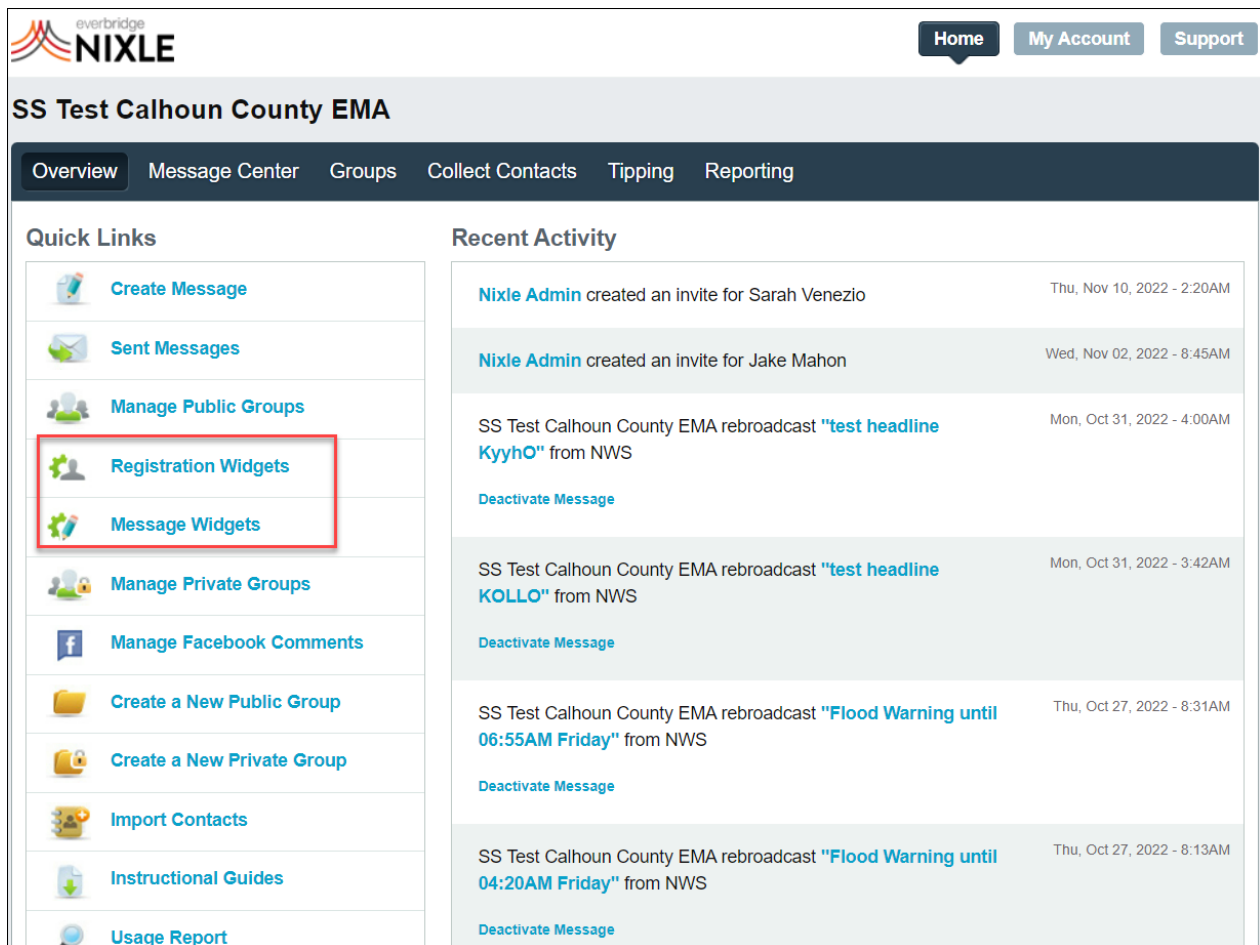 everbridge
NIXLE
Home
My Account
Support
SS Test Calhoun County EMA
Overview
Message Center
Groups
Collect Contacts
Tipping
Reporting
Quick Links
Create Message
Sent Messages
Manage Public Groups
Registration Widgets
Message Widgets
Manage Private Groups
Manage Facebook Comments
Create a New Public Group
Create a New Private Group
Import Contacts
Instructional Guides
Usage Report
Recent Activity
Nixle Admin created an invite for Sarah Venezio
Thu, Nov 10, 2022 - 2:20AM
Nixle Admin created an invite for Jake Mahon
Wed, Nov 02, 2022 - 8:45AM
SS Test Calhoun County EMA rebroadcast "test headline
KyyhO" from NWS
Mon, Oct 31, 2022 - 4:00AM
Deactivate Message
SS Test Calhoun County EMA rebroadcast "test headline
KOLLO" from NWS
Mon, Oct 31, 2022 - 3:42AM
Deactivate Message
SS Test Calhoun County EMA rebroadcast "Flood Warning until
06:55AM Friday" from NWS
Thu, Oct 27, 2022 - 8:31AM
Deactivate Message
SS Test Calhoun County EMA rebroadcast "Flood Warning until
04:20AM Friday" from NWS
Thu, Oct 27, 2022 - 8:13AM
Deactivate Message